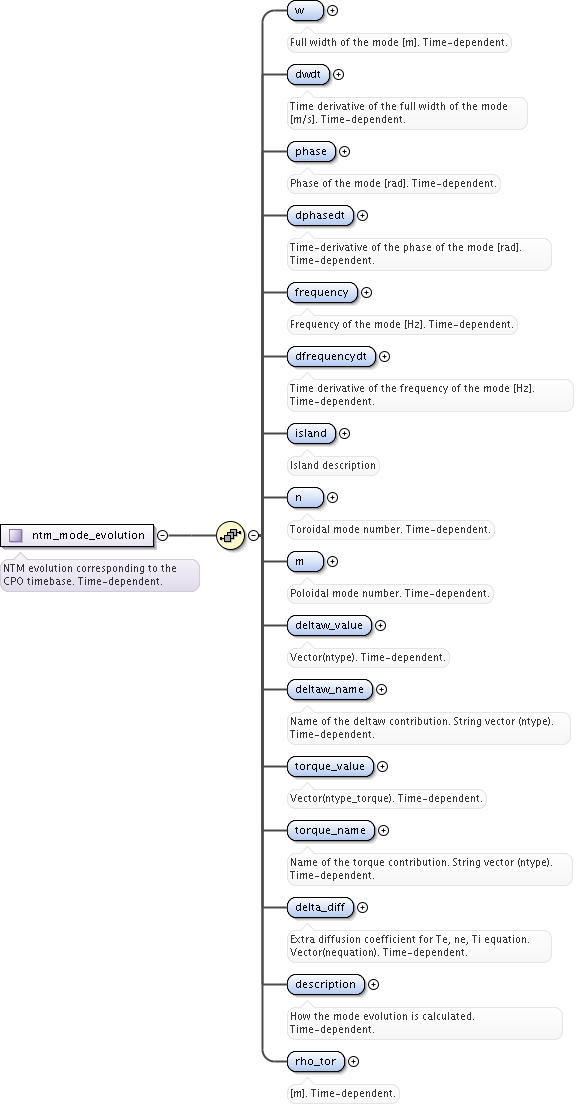 w
Full width of the mode [m]. Time-dependent.
dwdt
Time derivative of the full width of the mode
[m/s]. Time-dependent.
phase
Phase of the mode [rad]. Time-dependent.
dphasedt
Time-derivative of the phase of the mode [rad].
Time-dependent.
frequency
Frequency of the mode [Hz]. Time-dependent.
dfrequencydt
Time derivative of the frequency of the mode [Hz].
Time-dependent.
island
Island description
ntm_mode_evolution
NTM evolution corresponding to the
CPO timebase. Time-dependent.
n
Toroidal mode number. Time-dependent.
m
Poloidal mode number. Time-dependent.
deltaw_value
Vector(ntype). Time-dependent.
deltaw_name
Name of the deltaw contribution. String vector (ntype).
Time-dependent.
torque_value
Vector(ntype_torque). Time-dependent.
torque_name
Name of the torque contribution. String vector (ntype).
Time-dependent.
delta_diff
Extra diffusion coefficient for Te, ne, Ti equation.
Vector(nequation). Time-dependent.
description
How the mode evolution is calculated.
Time-dependent.
rho_tor
[m]. Time-dependent.